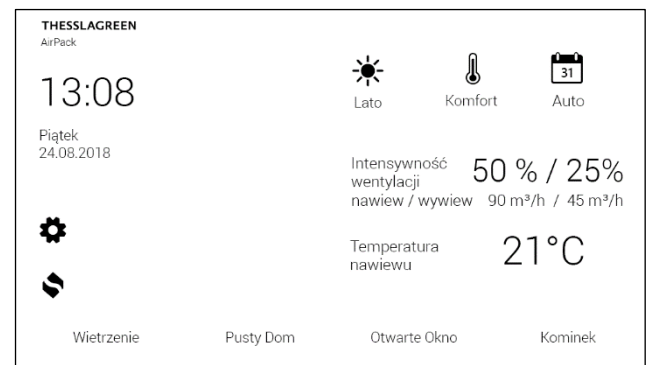 THESSLAGREEN
AirPack
13:08
Piątek
24.08.2018
31
Lato
Komfort
Auto
Intensywność
wentylacji
nawiew / wywiew
50 % / 25%
90 m³/h / 45 m³/h
Temperatura
nawiewu
21°C
Wietrzenie
Pusty Dom
Otwarte Okno
Kominek